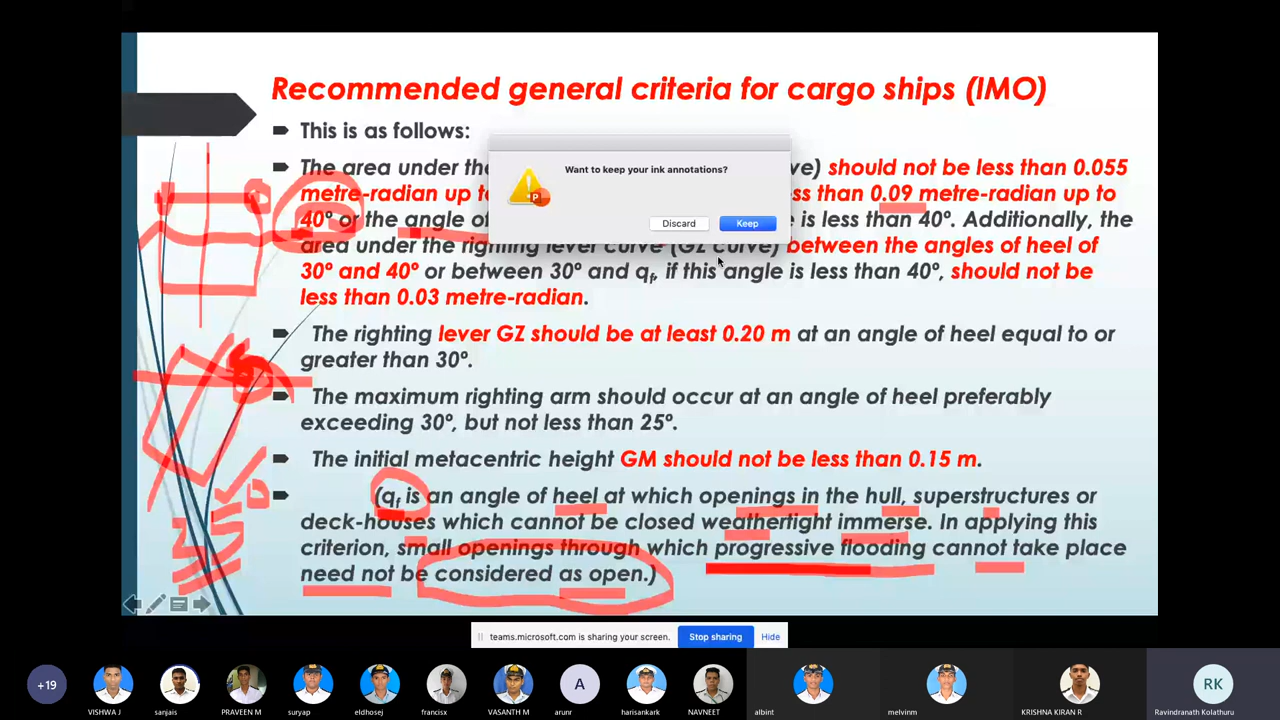 Recommended general criteria for cargo ships (IMO)
This is as follows:
The area under the ve) should not be less than 0.055
metre-radian up to ss than 0.09 metre-radian up to
40º or the angle of e is less than 40º. Additionally, the
area under the righting lever curve (GZ curve) between the angles of heel of
30º and 40º or between 30º and qf, if this angle is less than 40º, should not be
less than 0.03 metre-radian.
The righting lever GZ should be at least 0.20 m at an angle of heel equal to or
greater than 30º.
The maximum righting arm should occur at an angle of heel preferably
exceeding 30º, but not less than 25º.
The initial metacentric height GM should not be less than 0.15 m.
(qf is an angle of heel at which openings in the hull, superstructures or
deck-houses which cannot be closed weathertight immerse. In applying this
criterion, small openings through which progressive flooding cannot take place
need not be considered as open.)
Want to keep your ink annotations?
Discard Keep
teams.microsoft.com is sharing your screen. Stop sharing Hide
+19 A RK
VISHWA J sanjais PRAVEEN M suryap eldhosej francisx VASANTH M arunr harisankark NAVNEET albint melvinm KRISHNA KIRAN R Ravindranath Kolathuru